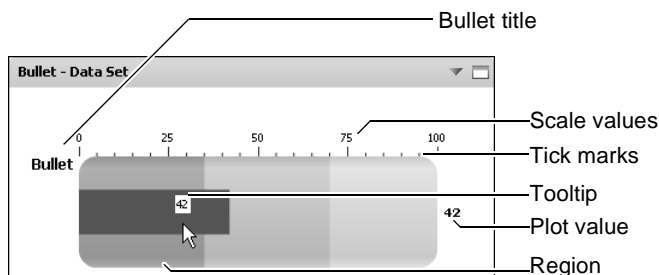 Bullet title
Bullet - Data Set
0 25 50 75 100
Scale values
Bullet
Tick marks
42
Tooltip
42
Plot value
Region